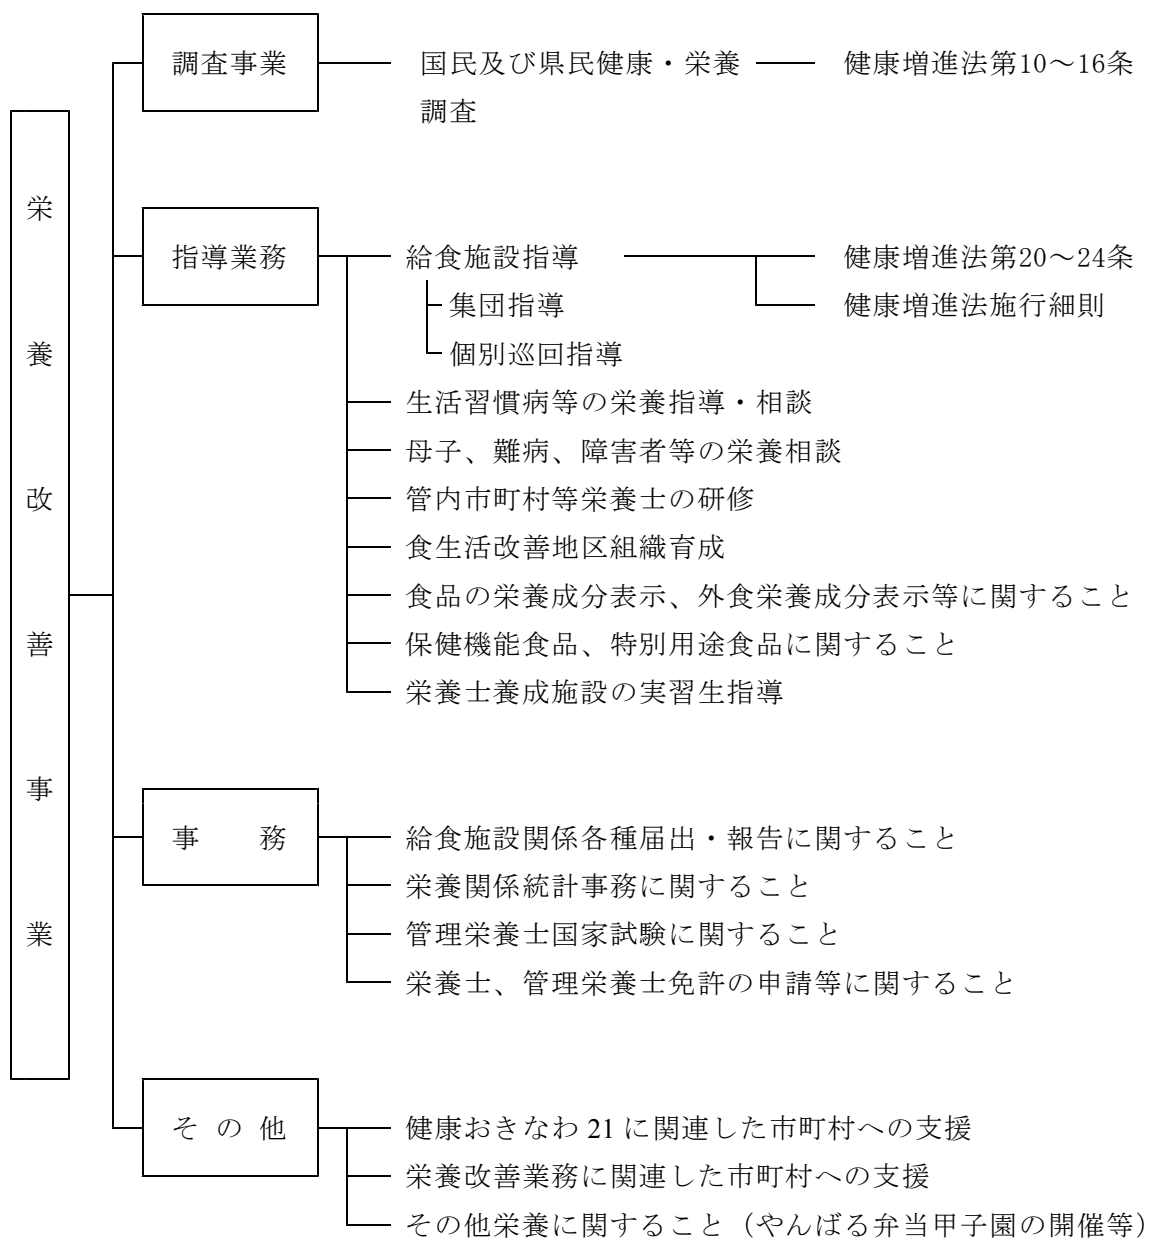 栄養改善事業
調査事業
国民及び県民健康・栄養
調査
健康増進法第10～16条
指導業務
給食施設指導
健康増進法第20～24条
集団指導
健康増進法施行細則
個別巡回指導
生活習慣病等の栄養指導・相談
母子、難病、障害者等の栄養相談
管内市町村等栄養士の研修
食生活改善地区組織育成
食品の栄養成分表示、外食栄養成分表示等に関すること
保健機能食品、特別用途食品に関すること
栄養士養成施設の実習生指導
事　務
給食施設関係各種届出・報告に関すること
栄養関係統計事務に関すること
管理栄養士国家試験に関すること
栄養士、管理栄養士免許の申請等に関すること
その他
健康おきなわ 21 に関連した市町村への支援
栄養改善業務に関連した市町村への支援
その他栄養に関すること（やんばる弁当甲子園の開催等）